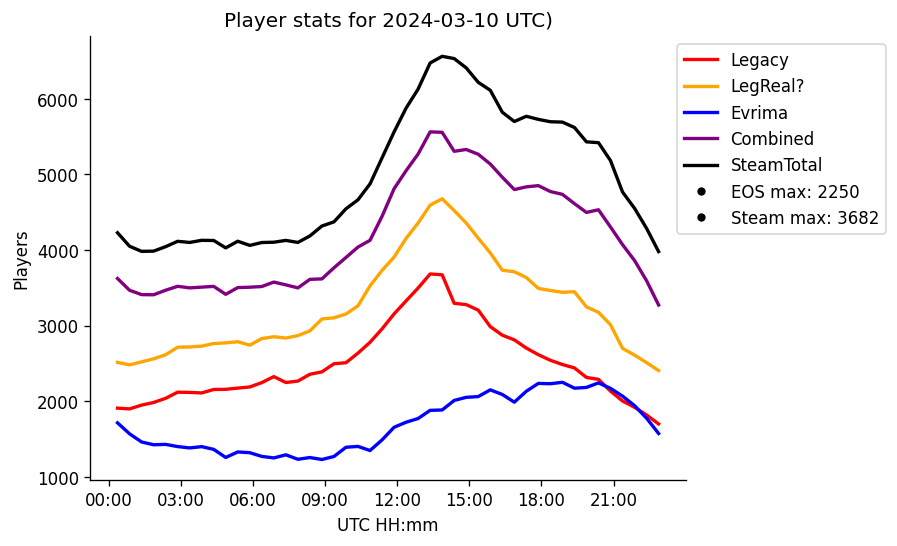 Player stats for 2024-03-10 UTC)
Legacy
LegReal?
Evrima
Combined
SteamTotal
EOS max: 2250
Steam max: 3682
Players
6000
5000
4000
3000
2000
1000
00:00 03:00 06:00 09:00 12:00 15:00 18:00 21:00
UTC HH:mm